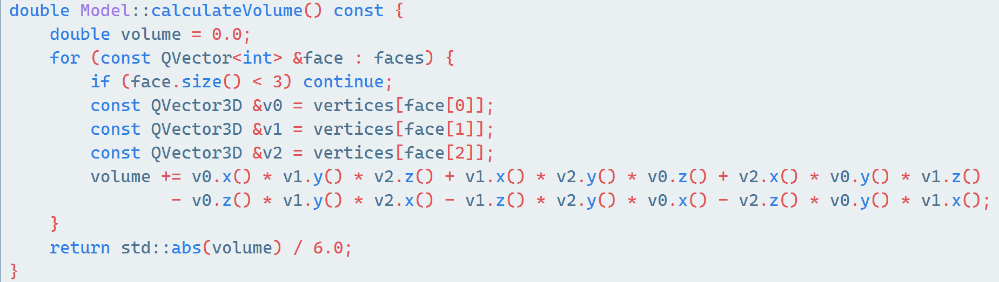 double Model::calculateVolume() const {
    double volume = 0.0;
    for (const QVector<int> &face : faces) {
        if (face.size() < 3) continue;
        const QVector3D &v0 = vertices[face[0]];
        const QVector3D &v1 = vertices[face[1]];
        const QVector3D &v2 = vertices[face[2]];
        volume += v0.x() * v1.y() * v2.z() + v1.x() * v2.y() * v0.z() + v2.x() * v0.y() * v1.z()
                - v0.z() * v1.y() * v2.x() - v1.z() * v2.y() * v0.x() - v2.z() * v0.y() * v1.x();
    }
    return std::abs(volume) / 6.0;
}